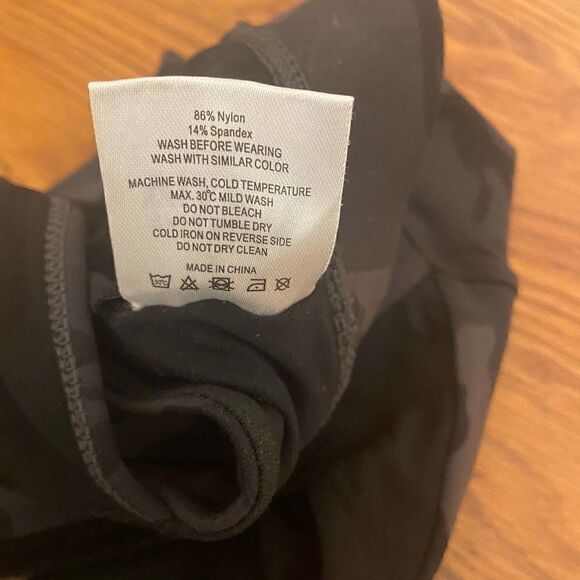 86% Nylon
14% Spandex
WASH BEFORE WEARING
WASH WITH SIMILAR COLOR
MACHINE WASH, COLD TEMPERATURE
MAX. 30°C MILD WASH
DO NOT BLEACH
DO NOT TUMBLE DRY
COLD IRON ON REVERSE SIDE
DO NOT DRY CLEAN
MADE IN CHINA
30°C